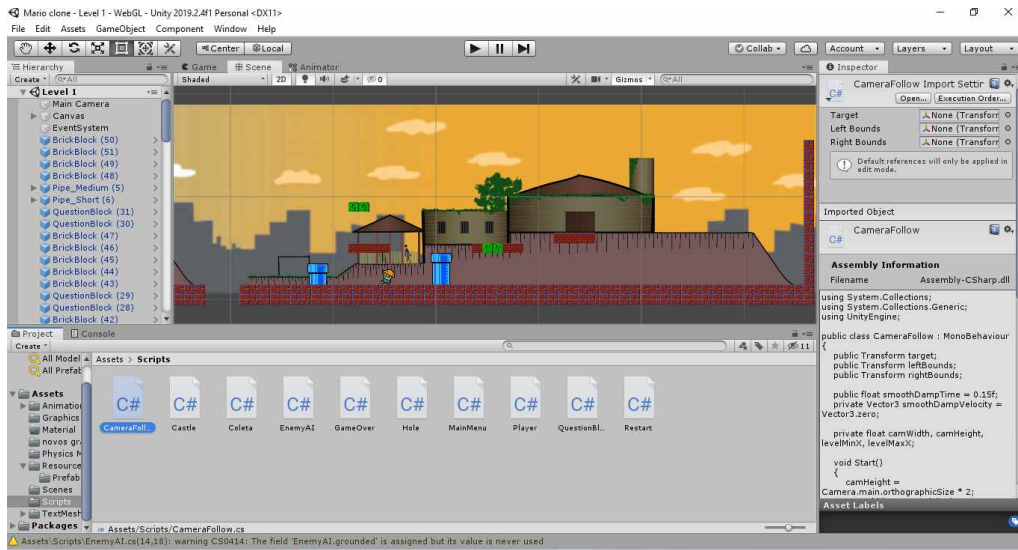 Mario clone - Level 1 - WebGL - Unity 2019.2.4f1 Personal <DX11>
File Edit Assets GameObject Component Window Help
Center Local
Collab Account Layers Layout
Hierarchy
Create All
Level 1
Main Camera
Canvas
EventSystem
BrickBlock (50)
BrickBlock (51)
BrickBlock (49)
BrickBlock (48)
Pipe_Medium (5)
Pipe_Short (6)
QuestionBlock (31)
QuestionBlock (30)
BrickBlock (47)
BrickBlock (46)
BrickBlock (45)
BrickBlock (44)
BrickBlock (43)
QuestionBlock (29)
QuestionBlock (28)
BrickBlock (42)
Game Scene Animator
Shaded 2D 0 Gizmos All
Inspector
CameraFollow Import Settir
C#
Open... Execution Order...
Target None (Transforr
Left Bounds None (Transforr
Right Bounds None (Transforr
Default references will only be applied in
edit mode.
Imported Object
CameraFollow
C#
Assembly Information
Filename Assembly-CSharp.dll
using System.Collections;
using System.Collections.Generic;
using UnityEngine;
public class CameraFollow : MonoBehaviour
{
public Transform target;
public Transform leftBounds;
public Transform rightBounds;
public float smoothDampTime = 0.15f;
private Vector3 smoothDampVelocity =
Vector3.zero;
private float camWidth, camHeight,
levelMinX, levelMaxX;
void Start()
{
camHeight =
Camera.main.orthographicSize * 2;
Asset Labels
Project Console
Create 11
All Model
All Prefab
Assets
Animation
Graphics
Material
novos gr
Physics M
Resource
Prefab
Scenes
Scripts
TextMesh
Packages
Assets > Scripts
C# C# C# C# C# C# C# C# C# C#
CameraFoll... Castle Coleta EnemyAI GameOver Hole MainMenu Player QuestionBl... Restart
Assets/Scripts/CameraFollow.cs
Assets\Scripts\EnemyAI.cs(14,18): warning CS0414: The field 'EnemyAI.grounded' is assigned but its value is never used